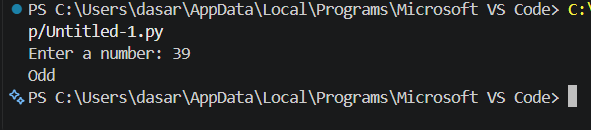 PS C:\Users\dasar\AppData\Local\Programs\Microsoft VS Code> C:\
p/Untitled-1.py
Enter a number: 39
Odd
PS C:\Users\dasar\AppData\Local\Programs\Microsoft VS Code>